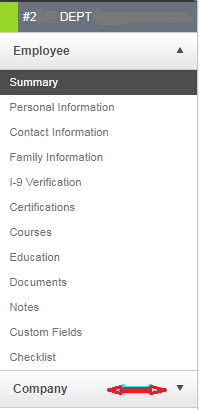 #2 DEPT
Employee
Summary
Personal Information
Contact Information
Family Information
I-9 Verification
Certifications
Courses
Education
Documents
Notes
Custom Fields
Checklist
Company